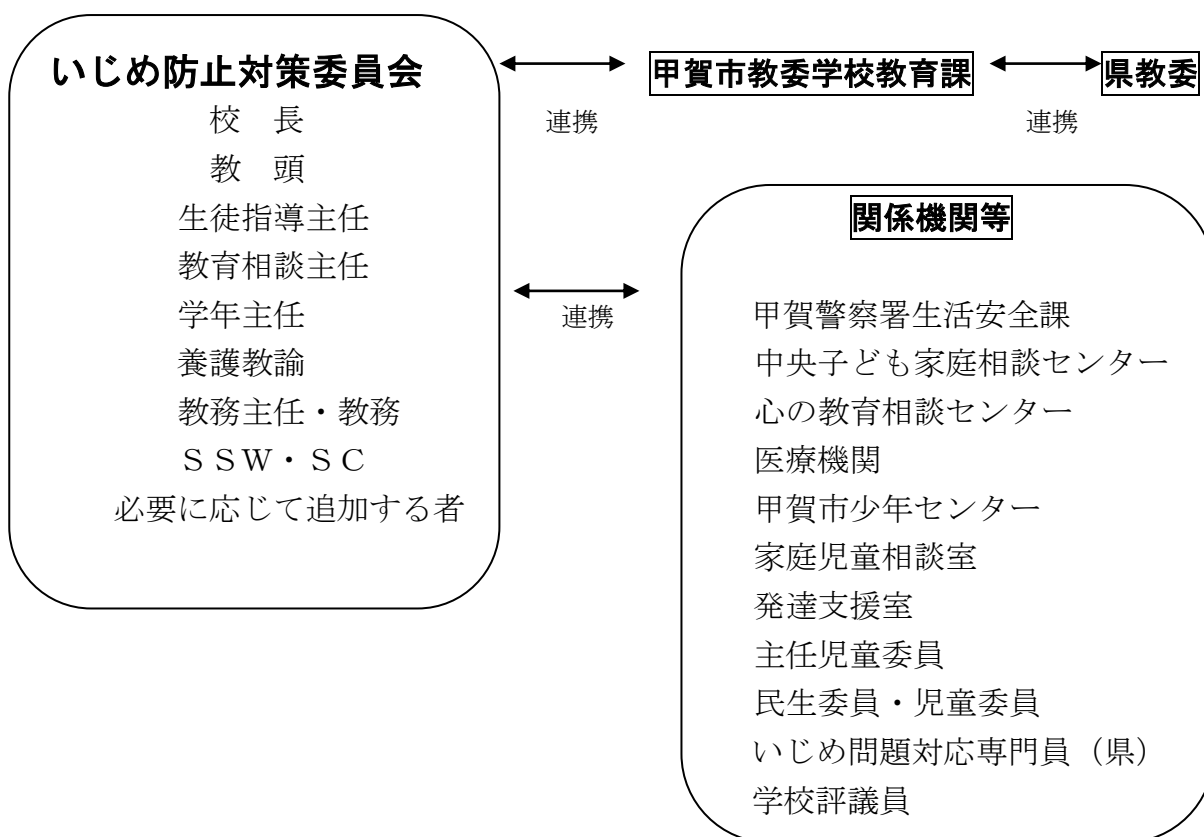 いじめ防止対策委員会
校　長
教　頭
生徒指導主任
教育相談主任
学年主任
養護教諭
教務主任・教務
ＳＳＷ・ＳＣ
必要に応じて追加する者
連携
甲賀市教委学校教育課
連携
県教委
連携
関係機関等
甲賀警察署生活安全課
中央子ども家庭相談センター
心の教育相談センター
医療機関
甲賀市少年センター
家庭児童相談室
発達支援室
主任児童委員
民生委員・児童委員
いじめ問題対応専門員（県）
学校評議員